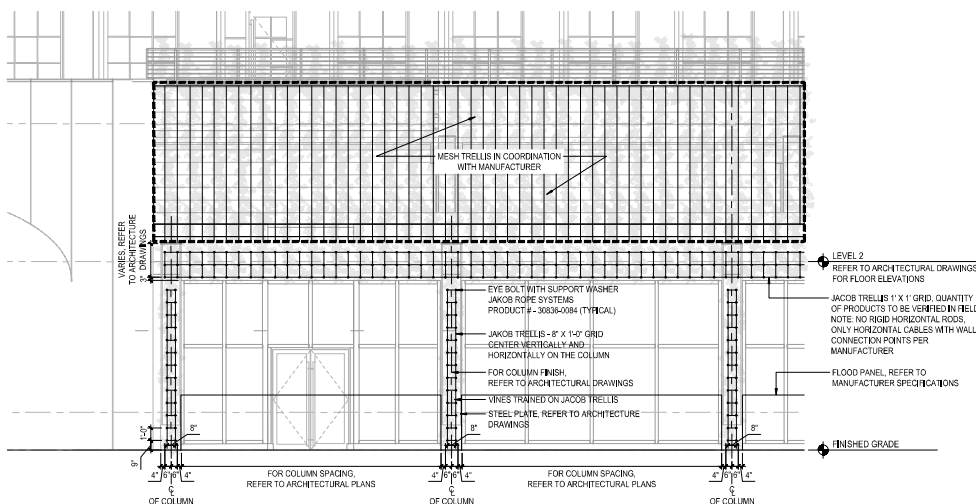 MESH TRELLIS IN COORDINATION
WITH MANUFACTURER
VARIES, REFER
TO ARCHITECTURE
DRAWINGS
3"
LEVEL 2
REFER TO ARCHITECTURAL DRAWINGS
FOR FLOOR ELEVATIONS
EYE BOLT WITH SUPPORT WASHER
JAKOB ROPE SYSTEMS
PRODUCT # - 30836-0084 (TYPICAL)
JACOB TRELLIS 1' X 1' GRID, QUANTITY
OF PRODUCTS TO BE VERIFIED IN FIELD
NOTE: NO RIGID HORIZONTAL RODS,
ONLY HORIZONTAL CABLES WITH WALL
CONNECTION POINTS PER
MANUFACTURER
JAKOB TRELLIS - 8" X 1'-0" GRID
CENTER VERTICALLY AND
HORIZONTALLY ON THE COLUMN
FOR COLUMN FINISH,
REFER TO ARCHITECTURAL DRAWINGS
FLOOD PANEL, REFER TO
MANUFACTURER SPECIFICATIONS
VINES TRAINED ON JACOB TRELLIS
STEEL PLATE, REFER TO ARCHITECTURE
DRAWINGS
1'-0"
8"
8"
8"
FINISHED GRADE
9"
4" 6" 6" 4"
FOR COLUMN SPACING,
REFER TO ARCHITECTURAL PLANS
4" 6" 6" 4"
FOR COLUMN SPACING,
REFER TO ARCHITECTURAL PLANS
4" 6" 6" 4"
℄
OF COLUMN
℄
OF COLUMN
℄
OF COLUMN